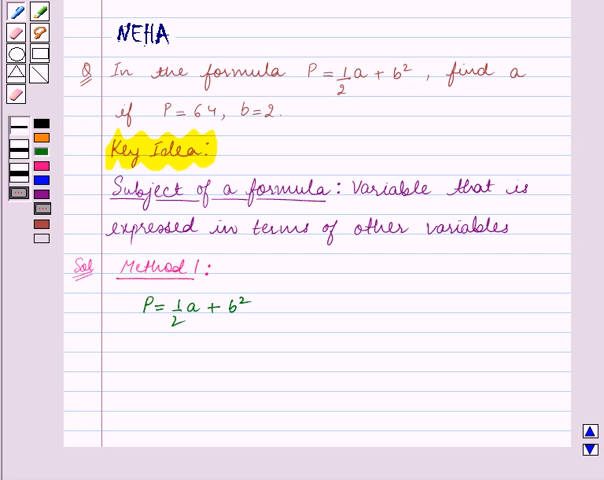 NEHA
Q In the formula P = 1/2 a + b², find a
if P = 64, b = 2.
Key Idea:
Subject of a formula: Variable that is
expressed in terms of other variables
Sol Method 1:
P = 1/2 a + b²